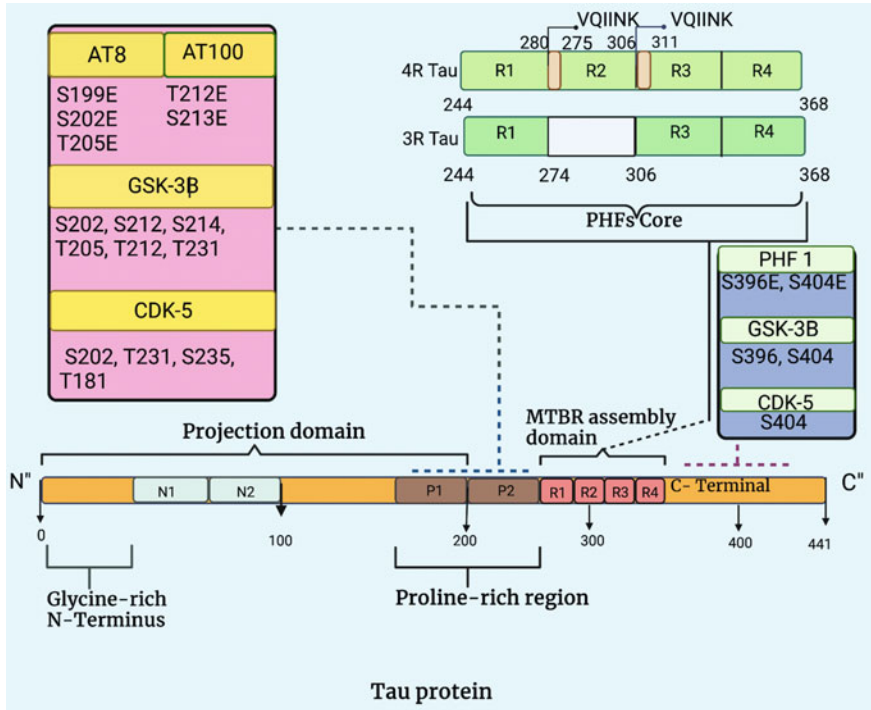 AT8 AT100
S199E T212E
S202E S213E
T205E
GSK-3B
S202, S212, S214,
T205, T212, T231
CDK-5
S202, T231, S235,
T181
VQIINK VQIINK
280 275 306 311
4R Tau R1 R2 R3 R4
244 368
3R Tau R1 R3 R4
244 274 306 368
PHFs Core
PHF 1
S396E, S404E
GSK-3B
S396, S404
CDK-5
S404
Projection domain
MTBR assembly
domain
N" N1 N2 P1 P2 R1 R2 R3 R4 C- Terminal C"
0 100 200 300 400 441
Glycine-rich
N-Terminus
Proline-rich region
Tau protein